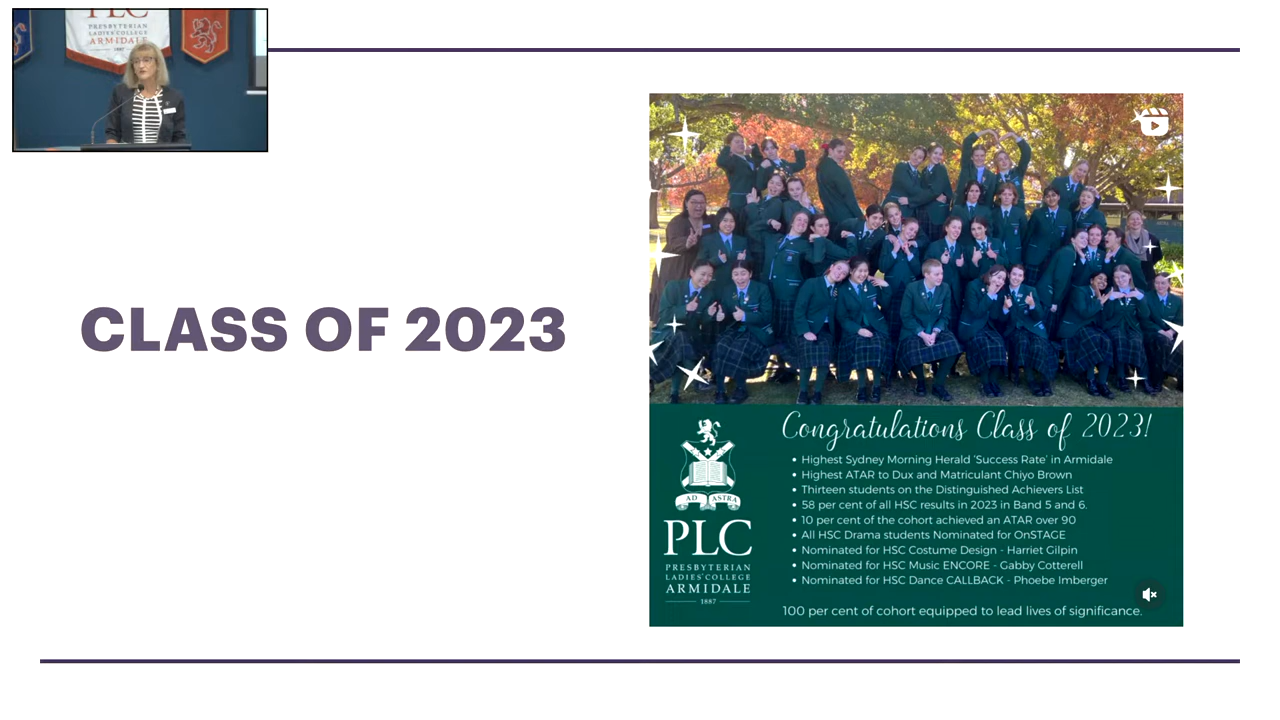 PLC
PRESBYTERIAN
LADIES'COLLEGE
ARMIDALE
1887
CLASS OF 2023
Congratulations Class of 2023!
• Highest Sydney Morning Herald 'Success Rate' in Armidale
• Highest ATAR to Dux and Matriculant Chiyo Brown
• Thirteen students on the Distinguished Achievers List
• 58 per cent of all HSC results in 2023 in Band 5 and 6.
• 10 per cent of the cohort achieved an ATAR over 90
• All HSC Drama students Nominated for OnSTAGE
• Nominated for HSC Costume Design - Harriet Gilpin
• Nominated for HSC Music ENCORE - Gabby Cotterell
• Nominated for HSC Dance CALLBACK - Phoebe Imberger
100 per cent of cohort equipped to lead lives of significance.
AD ASTRA
PLC
PRESBYTERIAN
LADIES'COLLEGE
ARMIDALE
1887